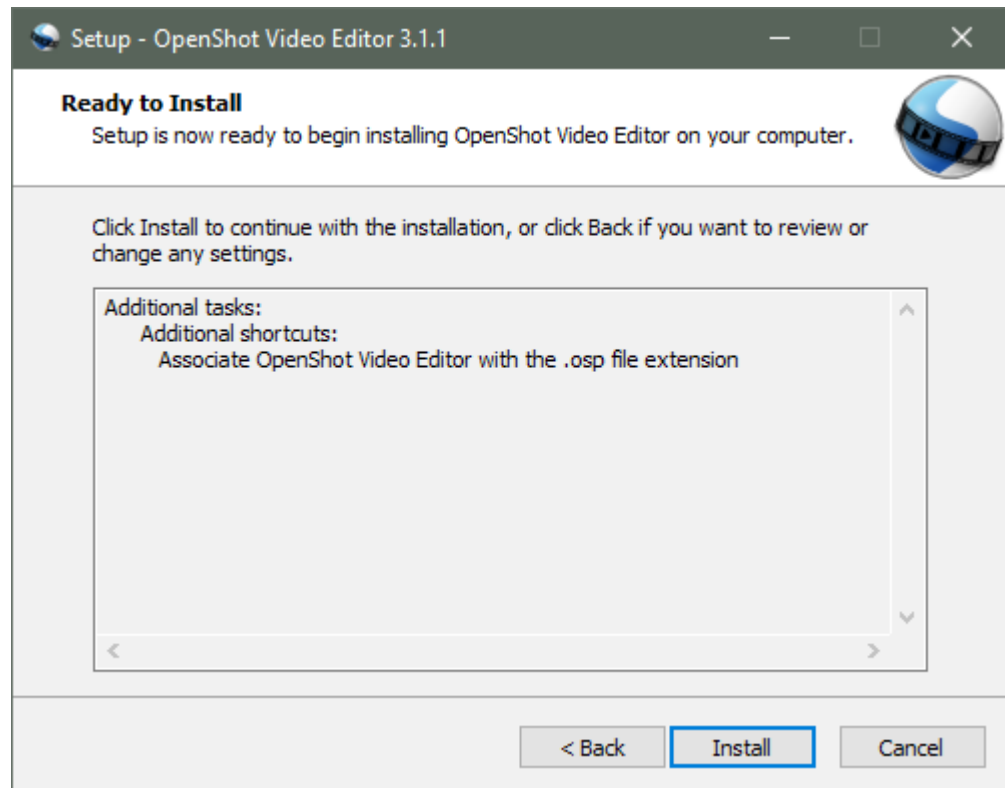 Setup - OpenShot Video Editor 3.1.1
Ready to Install
Setup is now ready to begin installing OpenShot Video Editor on your computer.
Click Install to continue with the installation, or click Back if you want to review or
change any settings.
Additional tasks:
Additional shortcuts:
Associate OpenShot Video Editor with the .osp file extension
< Back
Install
Cancel